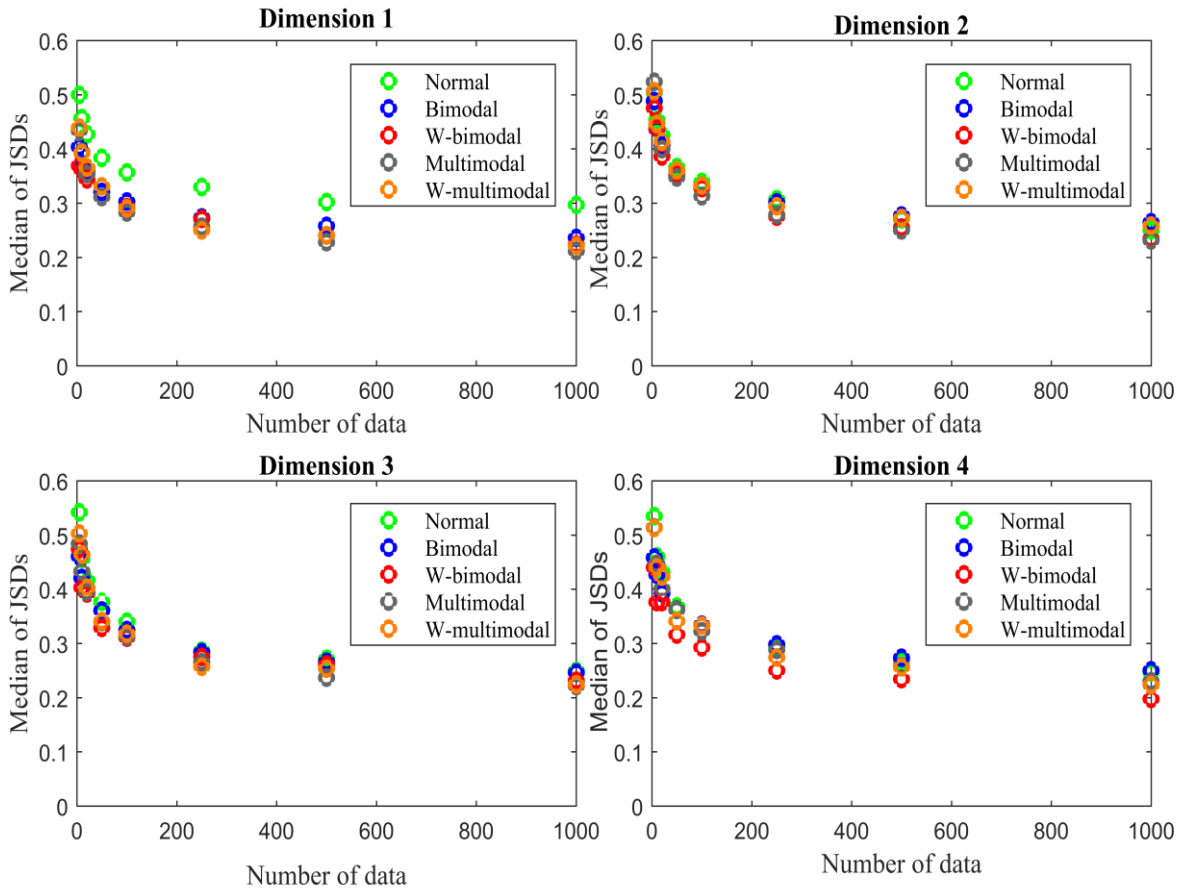 Dimension 1
Median of JSDs
0.6
0.5
0.4
0.3
0.2
0.1
0
Normal
Bimodal
W-bimodal
Multimodal
W-multimodal
0 200 400 600 800 1000
Number of data
Dimension 2
Median of JSDs
0.6
0.5
0.4
0.3
0.2
0.1
0
Normal
Bimodal
W-bimodal
Multimodal
W-multimodal
0 200 400 600 800 1000
Number of data
Dimension 3
Median of JSDs
0.6
0.5
0.4
0.3
0.2
0.1
0
Normal
Bimodal
W-bimodal
Multimodal
W-multimodal
0 200 400 600 800 1000
Number of data
Dimension 4
Median of JSDs
0.6
0.5
0.4
0.3
0.2
0.1
0
Normal
Bimodal
W-bimodal
Multimodal
W-multimodal
0 200 400 600 800 1000
Number of data